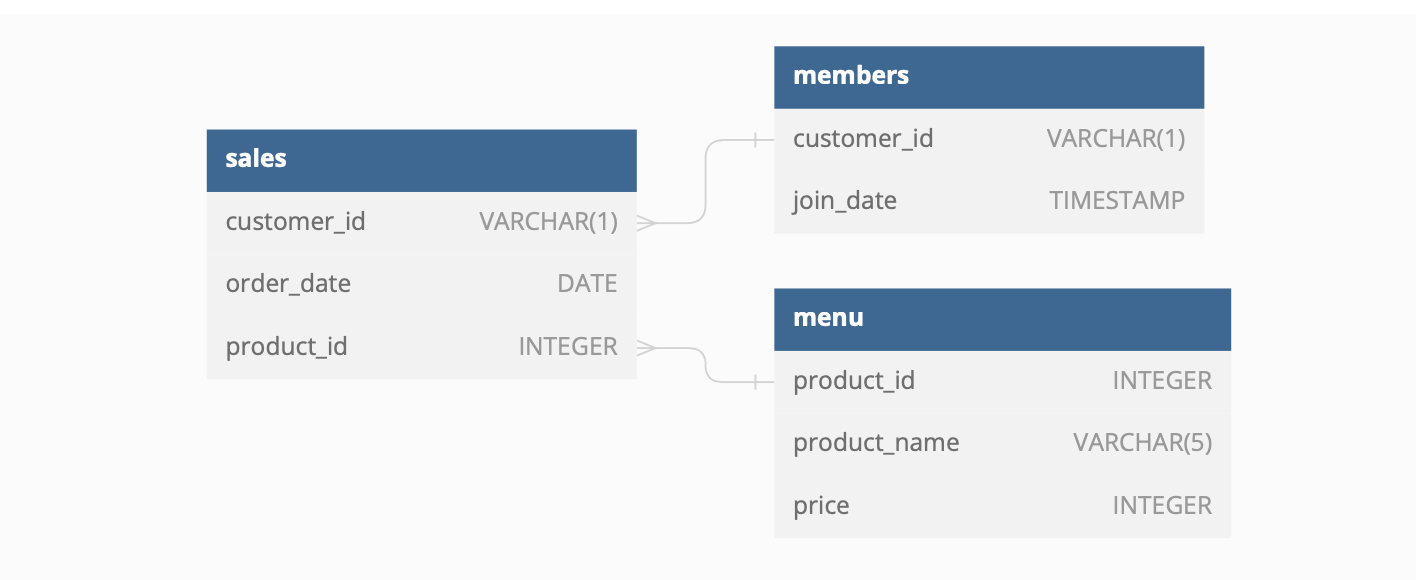 sales
customer_id VARCHAR(1)
order_date DATE
product_id INTEGER
members
customer_id VARCHAR(1)
join_date TIMESTAMP
menu
product_id INTEGER
product_name VARCHAR(5)
price INTEGER